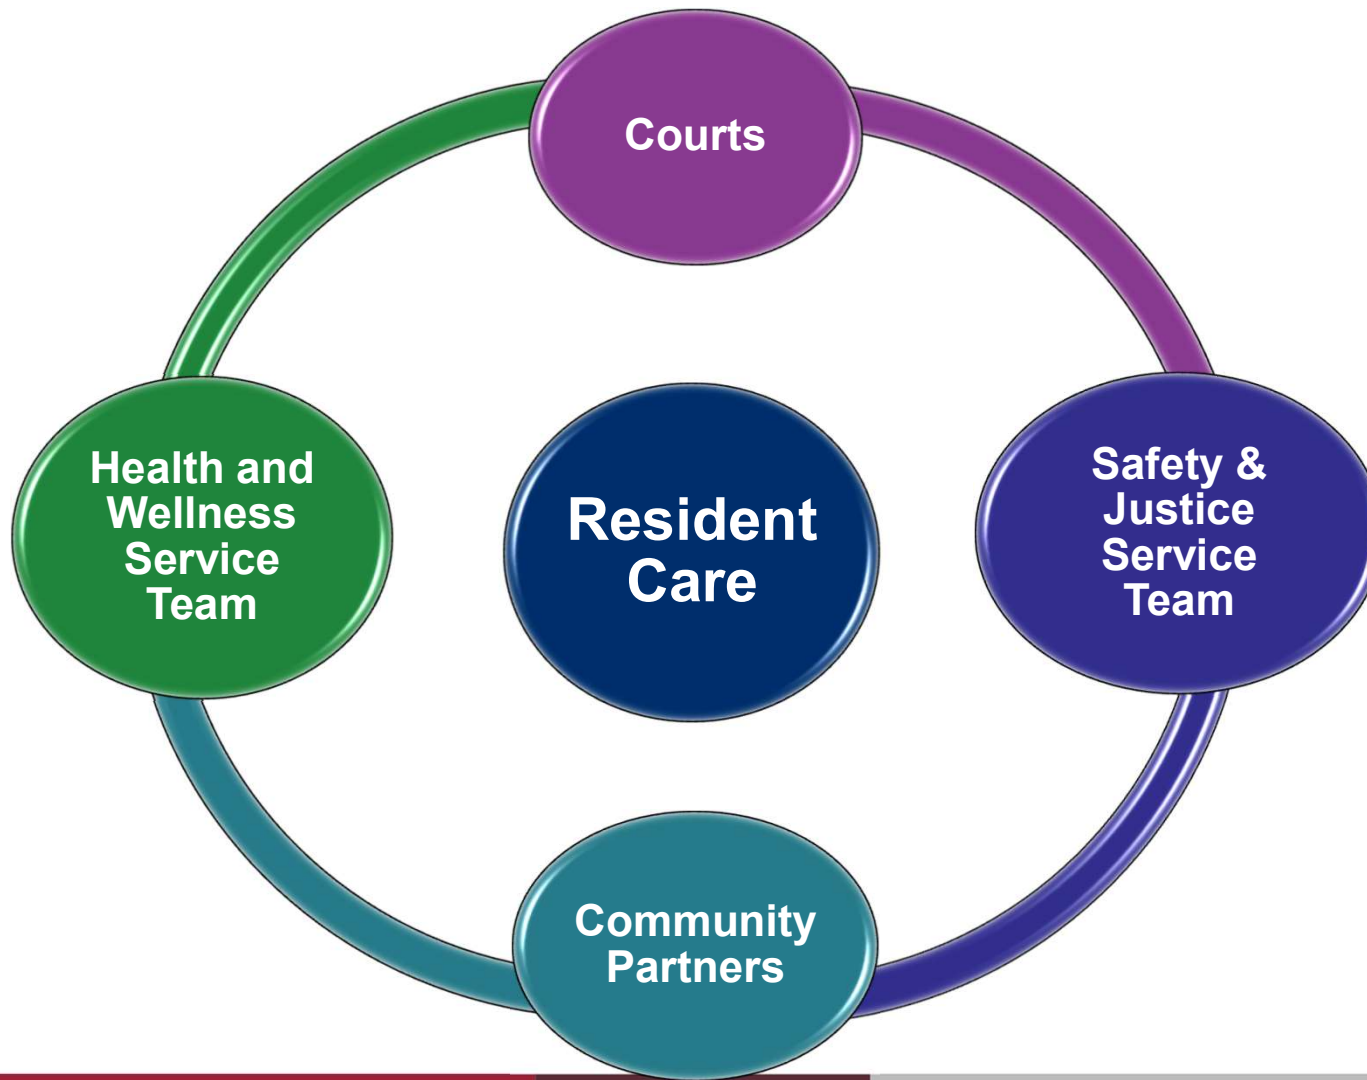 Courts
Health and
Wellness
Service
Team
Resident
Care
Safety &
Justice
Service
Team
Community
Partners